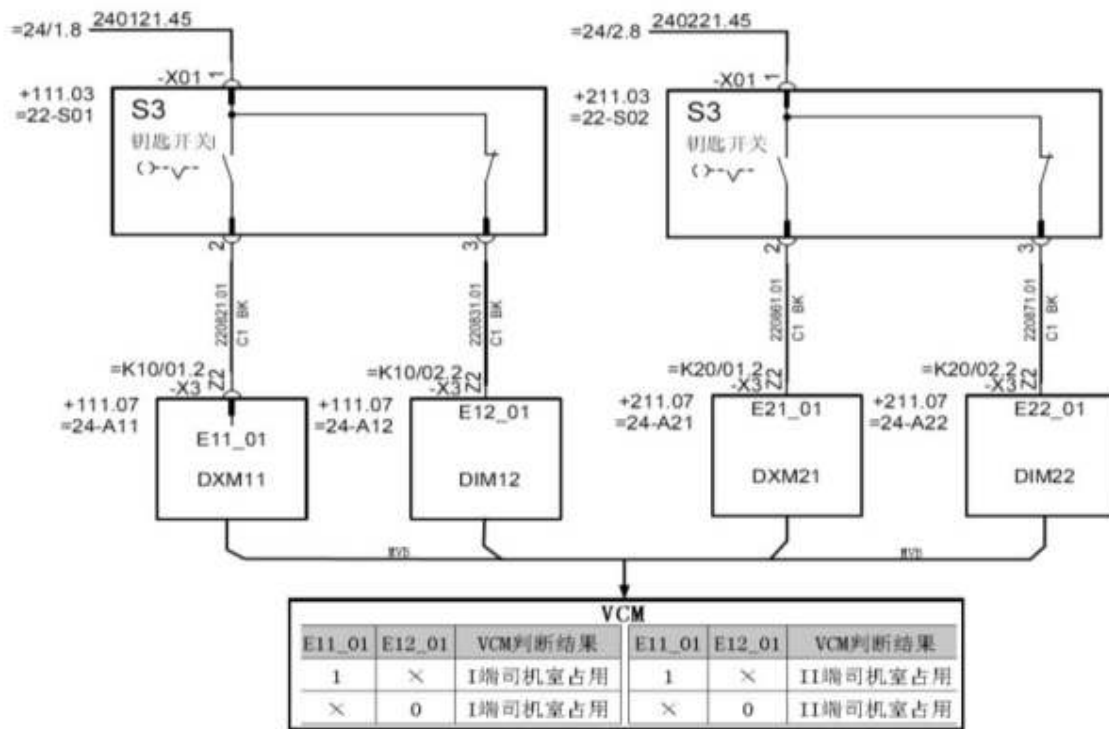 240121.45
=24/1.8
-X01
1
+111.03
=22-S01
S3
钥匙开关
2
3
220821.01
C1 BK
220831.01
C1 BK
=K10/01.2
-X3
Z2
=K10/02.2
-X3
Z2
+111.07
=24-A11
E11_01
DXM11
+111.07
=24-A12
E12_01
DIM12
240221.45
=24/2.8
-X01
1
+211.03
=22-S02
S3
钥匙开关
2
3
220861.01
C1 BK
220871.01
C1 BK
=K20/01.2
-X3
Z2
=K20/02.2
-X3
Z2
+211.07
=24-A21
E21_01
DXM21
+211.07
=24-A22
E22_01
DIM22
MVB
MVB
VCM
E11_01 E12_01 VCM判断结果 E11_01 E12_01 VCM判断结果
1 × I端司机室占用 1 × II端司机室占用
× 0 I端司机室占用 × 0 II端司机室占用